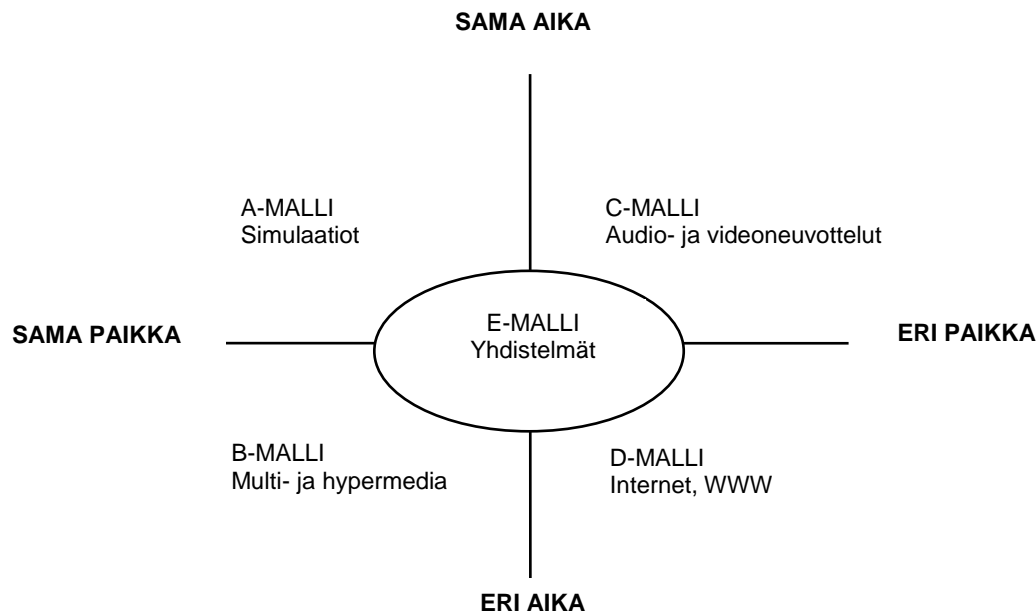 SAMA AIKA
A-MALLI
Simulaatiot
C-MALLI
Audio- ja videoneuvottelut
SAMA PAIKKA
E-MALLI
Yhdistelmät
ERI PAIKKA
B-MALLI
Multi- ja hypermedia
D-MALLI
Internet, WWW
ERI AIKA